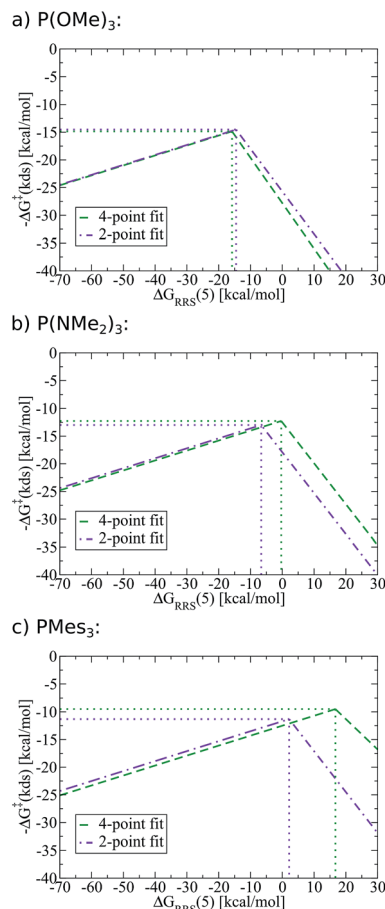 a) P(OMe)3:
0
-5
-10
-15
-20
-25
-30
-35
-40
-ΔG‡(kds) [kcal/mol]
4-point fit
2-point fit
-70 -60 -50 -40 -30 -20 -10 0 10 20 30
ΔGRRS(5) [kcal/mol]
b) P(NMe2)3:
0
-5
-10
-15
-20
-25
-30
-35
-40
-ΔG‡(kds) [kcal/mol]
4-point fit
2-point fit
-70 -60 -50 -40 -30 -20 -10 0 10 20 30
ΔGRRS(5) [kcal/mol]
c) PMes3:
0
-5
-10
-15
-20
-25
-30
-35
-40
-ΔG‡(kds) [kcal/mol]
4-point fit
2-point fit
-70 -60 -50 -40 -30 -20 -10 0 10 20 30
ΔGRRS(5) [kcal/mol]